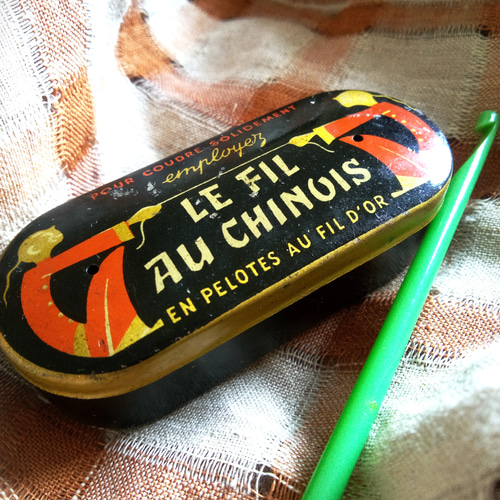 POUR COUDRE SOLIDEMENT
employez
LE FIL
AU CHINOIS
EN PELOTES AU FIL D'OR